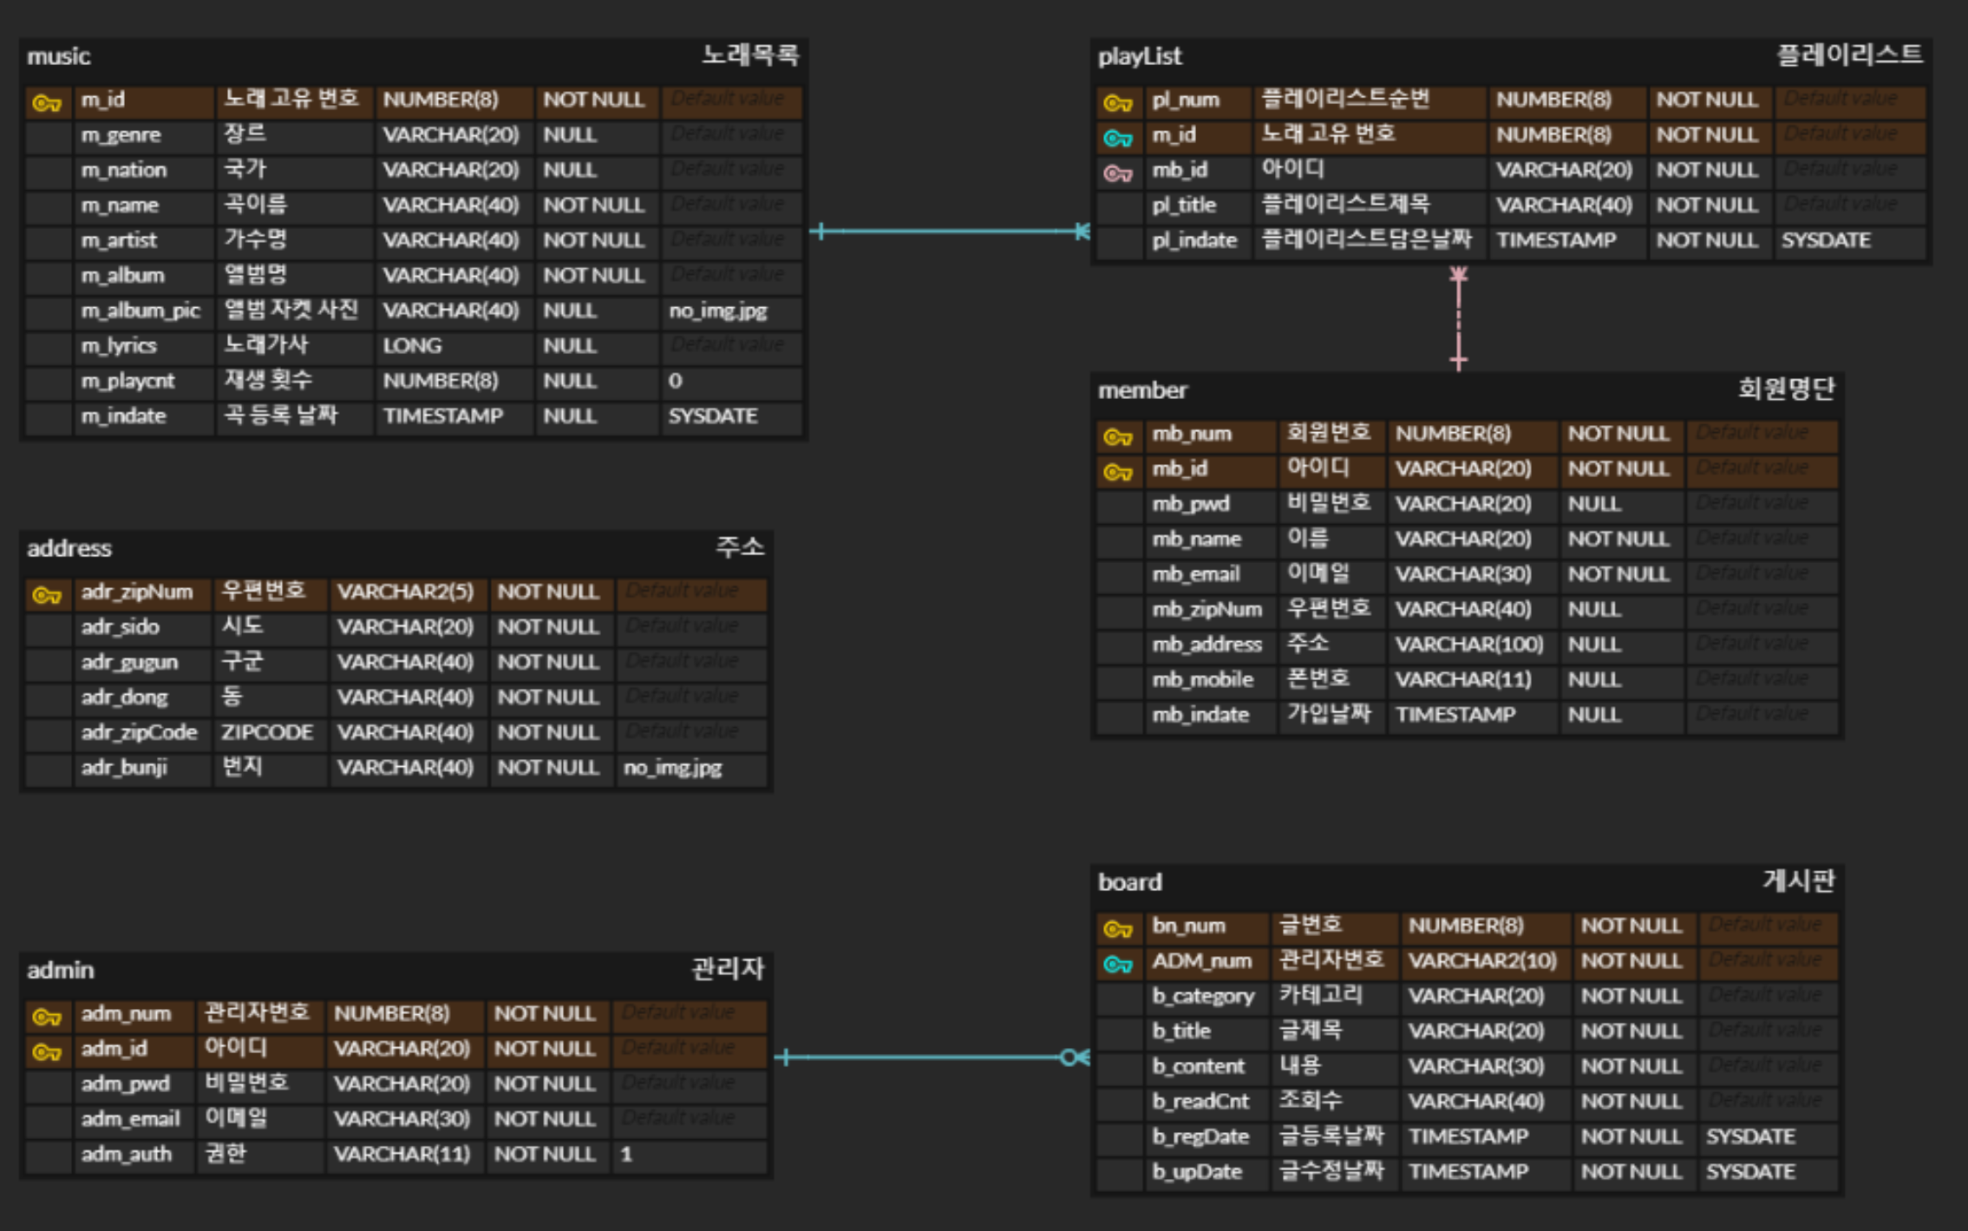 music 노래목록
m_id 노래 고유 번호 NUMBER(8) NOT NULL Default value
m_genre 장르 VARCHAR(20) NULL Default value
m_nation 국가 VARCHAR(20) NULL Default value
m_name 곡이름 VARCHAR(40) NOT NULL Default value
m_artist 가수명 VARCHAR(40) NOT NULL Default value
m_album 앨범명 VARCHAR(40) NOT NULL Default value
m_album_pic 앨범 자켓 사진 VARCHAR(40) NULL no_img.jpg
m_lyrics 노래가사 LONG NULL Default value
m_playcnt 재생 횟수 NUMBER(8) NULL 0
m_indate 곡 등록 날짜 TIMESTAMP NULL SYSDATE
playList 플레이리스트
pl_num 플레이리스트순번 NUMBER(8) NOT NULL Default value
m_id 노래 고유 번호 NUMBER(8) NOT NULL Default value
mb_id 아이디 VARCHAR(20) NOT NULL Default value
pl_title 플레이리스트제목 VARCHAR(40) NOT NULL Default value
pl_indate 플레이리스트담은날짜 TIMESTAMP NOT NULL SYSDATE
member 회원명단
mb_num 회원번호 NUMBER(8) NOT NULL Default value
mb_id 아이디 VARCHAR(20) NOT NULL Default value
mb_pwd 비밀번호 VARCHAR(20) NULL Default value
mb_name 이름 VARCHAR(20) NOT NULL Default value
mb_email 이메일 VARCHAR(30) NOT NULL Default value
mb_zipNum 우편번호 VARCHAR(40) NULL Default value
mb_address 주소 VARCHAR(100) NULL Default value
mb_mobile 폰번호 VARCHAR(11) NULL Default value
mb_indate 가입날짜 TIMESTAMP NULL Default value
address 주소
adr_zipNum 우편번호 VARCHAR2(5) NOT NULL Default value
adr_sido 시도 VARCHAR(20) NOT NULL Default value
adr_gugun 구군 VARCHAR(40) NOT NULL Default value
adr_dong 동 VARCHAR(40) NOT NULL Default value
adr_zipCode ZIPCODE VARCHAR(40) NOT NULL Default value
adr_bunji 번지 VARCHAR(40) NOT NULL no_img.jpg
admin 관리자
adm_num 관리자번호 NUMBER(8) NOT NULL Default value
adm_id 아이디 VARCHAR(20) NOT NULL Default value
adm_pwd 비밀번호 VARCHAR(20) NOT NULL Default value
adm_email 이메일 VARCHAR(30) NOT NULL Default value
adm_auth 권한 VARCHAR(11) NOT NULL 1
board 게시판
bn_num 글번호 NUMBER(8) NOT NULL Default value
ADM_num 관리자번호 VARCHAR2(10) NOT NULL Default value
b_category 카테고리 VARCHAR(20) NOT NULL Default value
b_title 글제목 VARCHAR(20) NOT NULL Default value
b_content 내용 VARCHAR(30) NOT NULL Default value
b_readCnt 조회수 VARCHAR(40) NOT NULL Default value
b_regDate 글등록날짜 TIMESTAMP NOT NULL SYSDATE
b_upDate 글수정날짜 TIMESTAMP NOT NULL SYSDATE